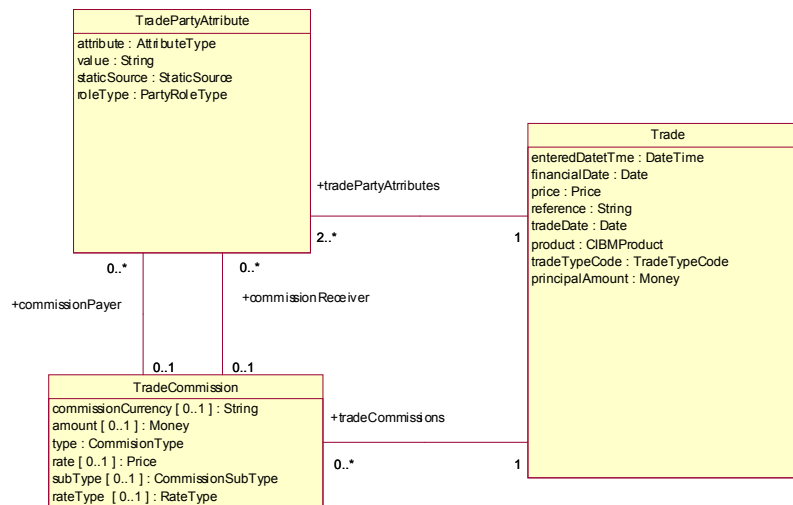 TradePartyAtrribute
attribute : AttributeType
value : String
staticSource : StaticSource
roleType : PartyRoleType
Trade
enteredDatetTme : DateTime
financialDate : Date
price : Price
reference : String
tradeDate : Date
product : CIBMProduct
tradeTypeCode : TradeTypeCode
principalAmount : Money
+tradePartyAtrributes
2..*
1
0..*
0..*
+commissionPayer
+commissionReceiver
0..1
0..1
TradeCommission
commissionCurrency [ 0..1 ] : String
amount [ 0..1 ] : Money
type : CommisionType
rate [ 0..1 ] : Price
subType [ 0..1 ] : CommissionSubType
rateType [ 0..1 ] : RateType
+tradeCommissions
0..*
1